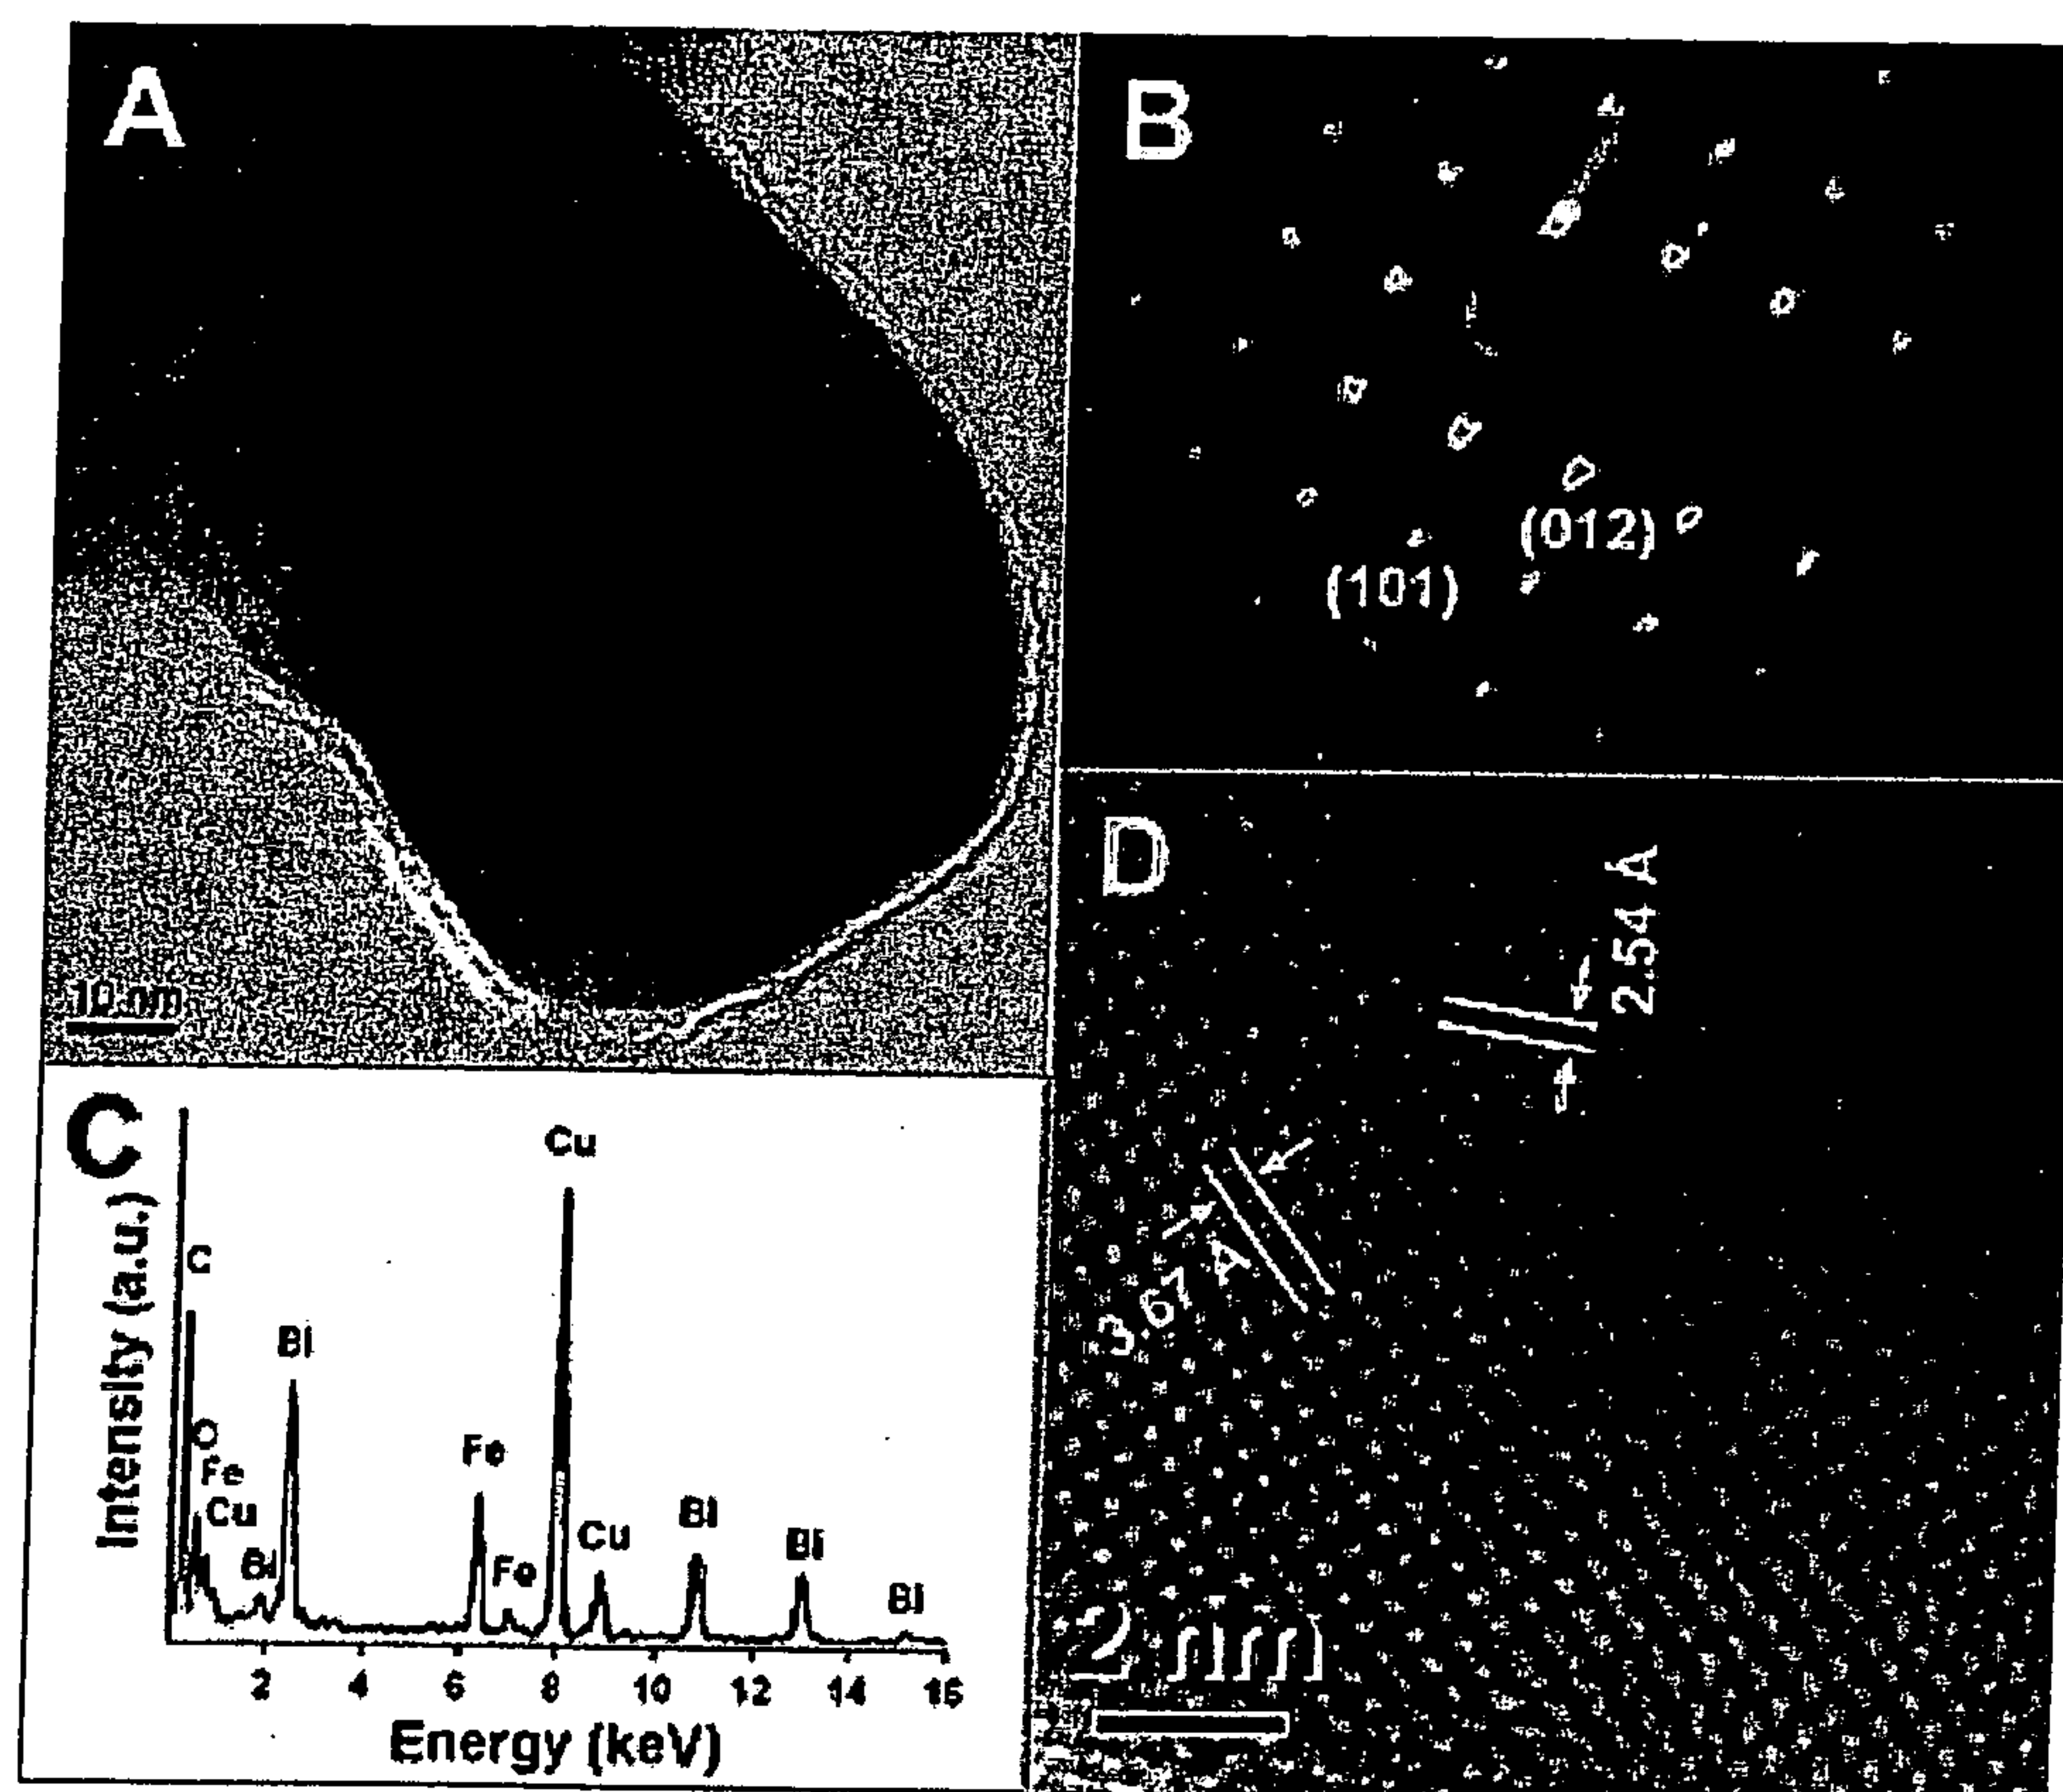 A
10 nm
B
(012)
(101)
C
Intensity (a.u.)
C
O
Fe
Cu
Bi
Bi
Fe
Fe
Cu
Cu
Bi
Bi
Bi
2 4 6 8 10 12 14 16
Energy (keV)
D
2.54 Å
3.67 Å
2 nm